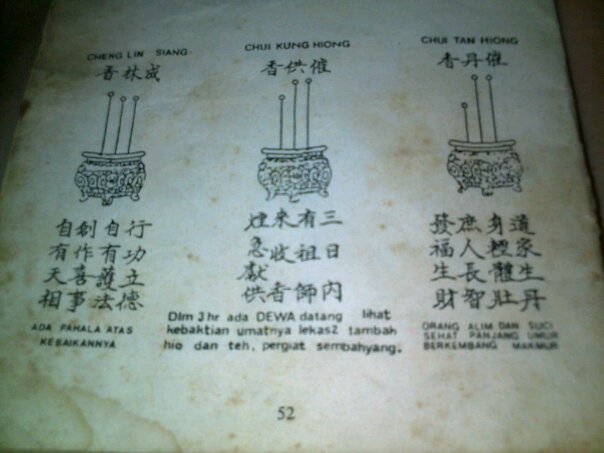 CHENG LIN SIANG
成林香
行功立德
自有護法
創作喜事
自有天相
ADA PAHALA ATAS
KEBAIKANNYA
CHUI KUNG HIONG
催供香
三日内
有祖師
來收香
煙急獻供
Dlm 3 hr ada DEWA datang lihat
kebaktian umatnya lekas2 tambah
hio dan teh, pergiat sembahyang.
CHUI TAN HIONG
催丹香
道家生丹
身裡體壯
庶人長智
發福生財
ORANG ALIM DAN SUCI
SEHAT PANJANG UMUR
BERKEMBANG MAKMUR
52